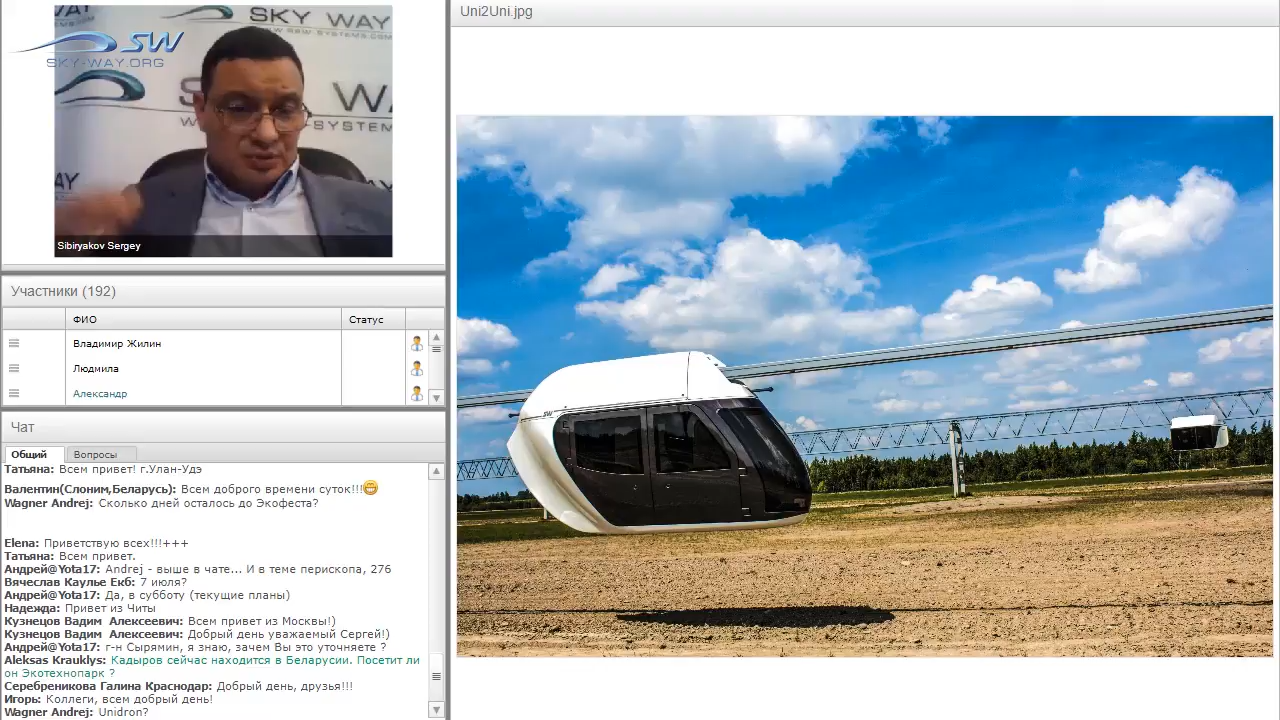 SKY WAY
WWW.RSW-SYSTEMS.COM
SW
SKY-WAY.ORG
-SYSTEMS
AY
Sibiryakov Sergey
Участники (192)
ФИО
Статус
Владимир Жилин
Людмила
Александр
Чат
Общий
Вопросы
Татьяна: Всем привет! г.Улан-Удэ
Валентин(Слоним,Беларусь): Всем доброго времени суток!!!
Wagner Andrej: Сколько дней осталось до Экофеста?
Elena: Приветствую всех!!!+++
Татьяна: Всем привет.
Андрей@Yota17: Andrej - выше в чате... И в теме перископа, 276
Вячеслав Каулье Екб: 7 июля?
Андрей@Yota17: Да, в субботу (текущие планы)
Надежда: Привет из Читы
Кузнецов Вадим Алексеевич: Всем привет из Москвы!)
Кузнецов Вадим Алексеевич: Добрый день уважаемый Сергей!)
Андрей@Yota17: г-н Сырямин, я знаю, зачем Вы это уточняете ?
Aleksas Krauklys: Кадыров сейчас находится в Беларусии. Посетит ли
он Экотехнопарк ?
Серебреникова Галина Краснодар: Добрый день, друзья!!!
Игорь: Коллеги, всем добрый день!
Wagner Andrej: Unidron?
Uni2Uni.jpg